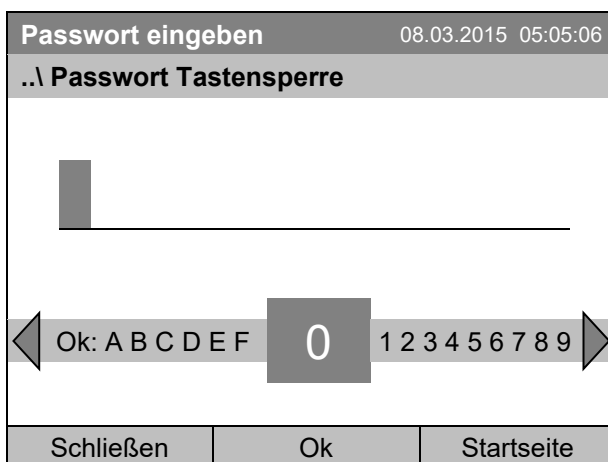 Passwort eingeben 08.03.2015 05:05:06
..\ Passwort Tastensperre
Ok: A B C D E F 0 1 2 3 4 5 6 7 8 9
Schließen Ok Startseite